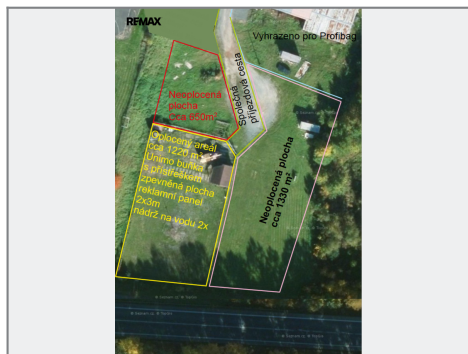 RE/MAX
Vyhrazeno pro Profibag
Společná
příjezdová cesta
Neoplocená
plocha
cca 650m²
Oplocený areál
cca 1220 m²
Unimo buňka
s přístřeškem
zpevněná plocha
reklamní panel
2x3m
nádrž na vodu 2x
Neoplocená plocha
cca 1330 m²